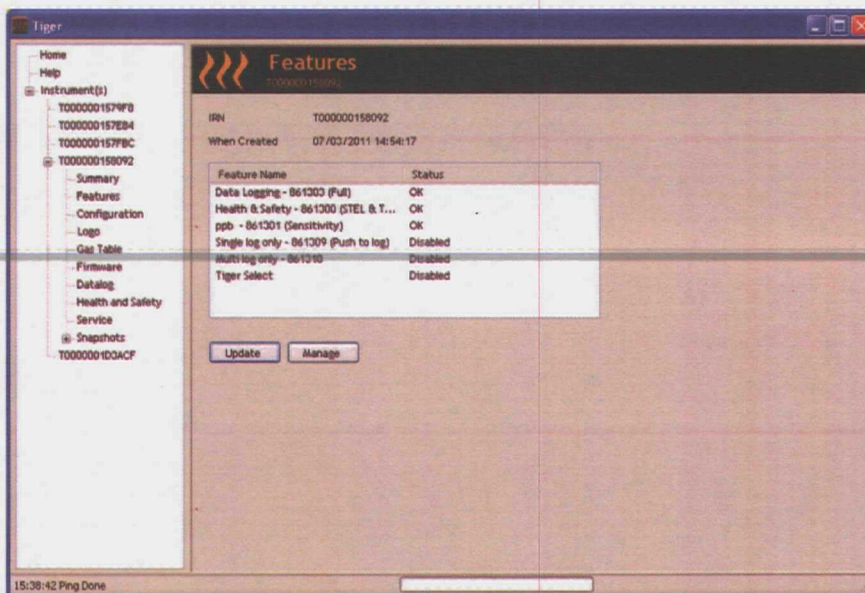 Tiger
Home
Help
Instrument(s)
T0000001579F8
T000000157E84
T000000157FBC
T000000158092
Summary
Features
Configuration
Logo
Gas Table
Firmware
Datalog
Health and Safety
Service
Snapshots
T0000001D3ACF
Features
T000000158092
IRN T000000158092
When Created 07/03/2011 14:54:17
Feature Name Status
Data Logging - 861303 (Full) OK
Health & Safety - 861300 (STEL & T... OK
ppb - 861301 (Sensitivity) OK
Single log only - 861309 (Push to log) Disabled
Multi log only - 861310 Disabled
Tiger Select Disabled
Update Manage
15:38:42 Ping Done